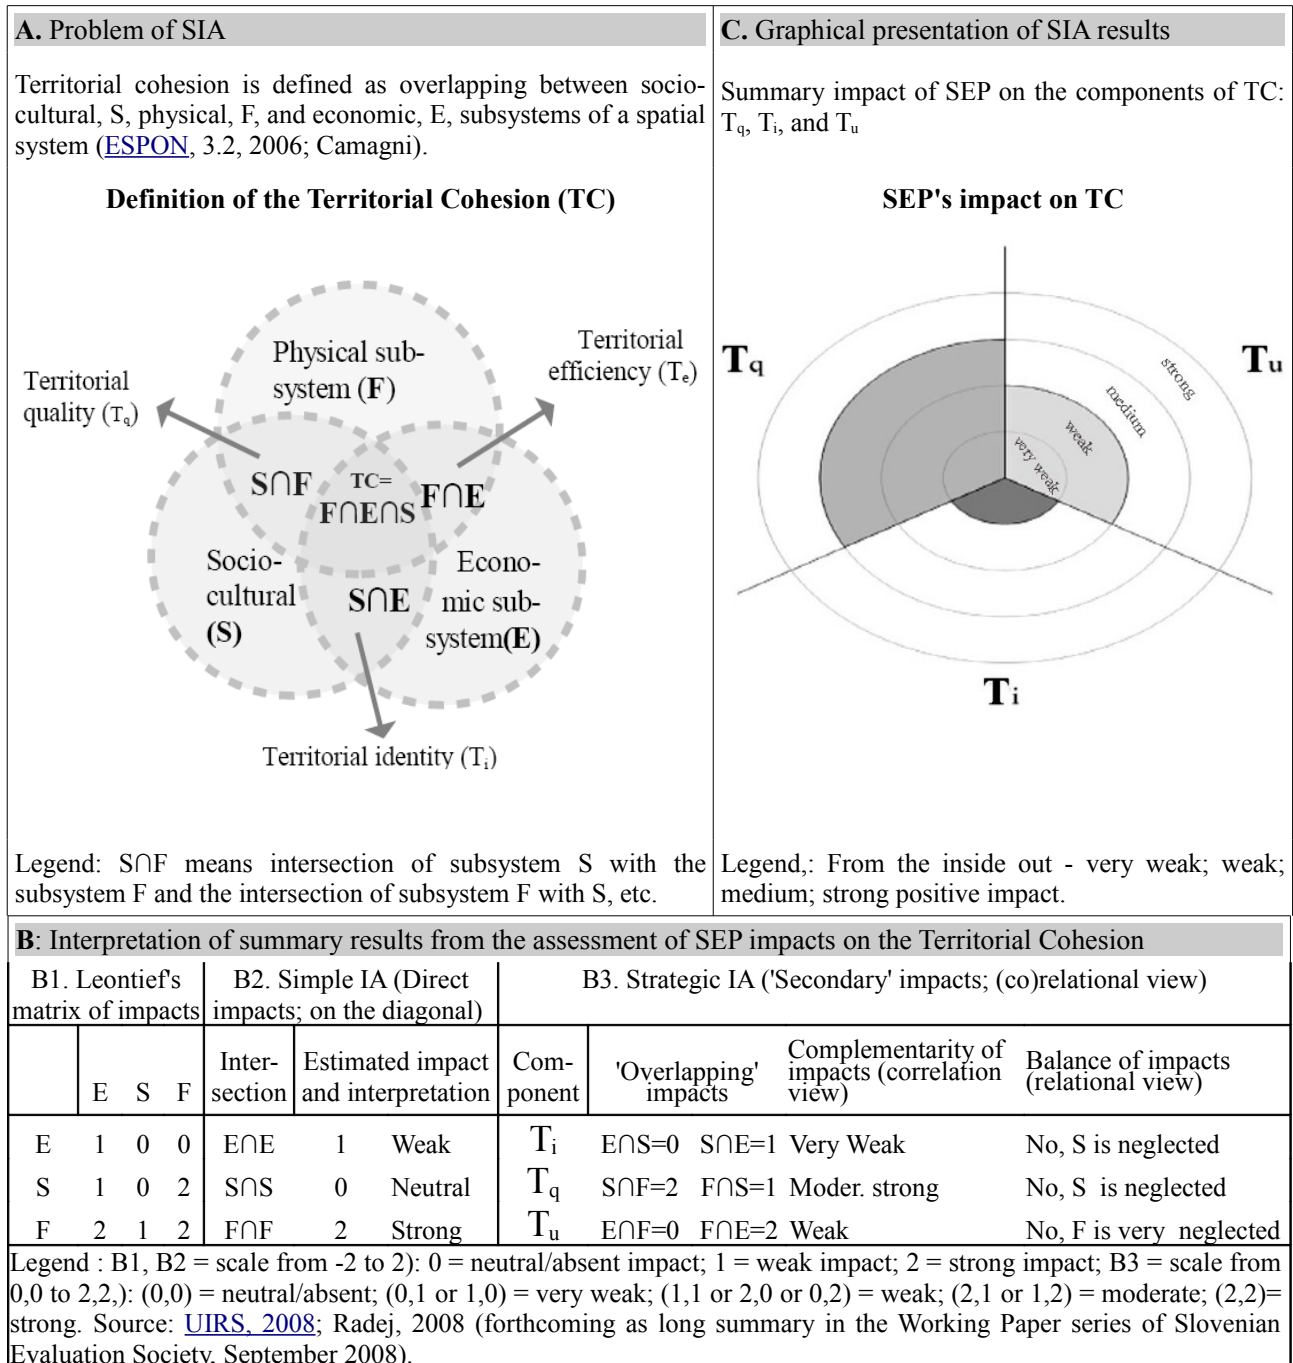 A. Problem of SIA
Territorial cohesion is defined as overlapping between socio-
cultural, S, physical, F, and economic, E, subsystems of a spatial
system (ESPON, 3.2, 2006; Camagni).
Definition of the Territorial Cohesion (TC)
Physical sub-
system (F)
Territorial
efficiency (Te)
Territorial
quality (Tq)
S∩F
TC=
F∩E∩S
F∩E
Socio-
cultural
(S)
S∩E
Econo-
mic sub-
system(E)
Territorial identity (Ti)
Legend: S∩F means intersection of subsystem S with the
subsystem F and the intersection of subsystem F with S, etc.
C. Graphical presentation of SIA results
Summary impact of SEP on the components of TC:
Tq, Ti, and Tu
SEP's impact on TC
Tq
Tu
strong
medium
weak
very weak
Ti
Legend,: From the inside out - very weak; weak;
medium; strong positive impact.
B: Interpretation of summary results from the assessment of SEP impacts on the Territorial Cohesion
B1. Leontief's
matrix of impacts
B2. Simple IA (Direct
impacts; on the diagonal)
B3. Strategic IA ('Secondary' impacts; (co)relational view)
E S F
Inter-
section
Estimated impact
and interpretation
Com-
ponent
'Overlapping'
impacts
Complementarity of
impacts (correlation
view)
Balance of impacts
(relational view)
E 1 0 0 E∩E 1 Weak Ti E∩S=0 S∩E=1 Very Weak No, S is neglected
S 1 0 2 S∩S 0 Neutral Tq S∩F=2 F∩S=1 Moder. strong No, S is neglected
F 2 1 2 F∩F 2 Strong Tu E∩F=0 F∩E=2 Weak No, F is very neglected
Legend : B1, B2 = scale from -2 to 2): 0 = neutral/absent impact; 1 = weak impact; 2 = strong impact; B3 = scale from
0,0 to 2,2,): (0,0) = neutral/absent; (0,1 or 1,0) = very weak; (1,1 or 2,0 or 0,2) = weak; (2,1 or 1,2) = moderate; (2,2)=
strong. Source: UIRS, 2008; Radej, 2008 (forthcoming as long summary in the Working Paper series of Slovenian
Evaluation Society, September 2008).